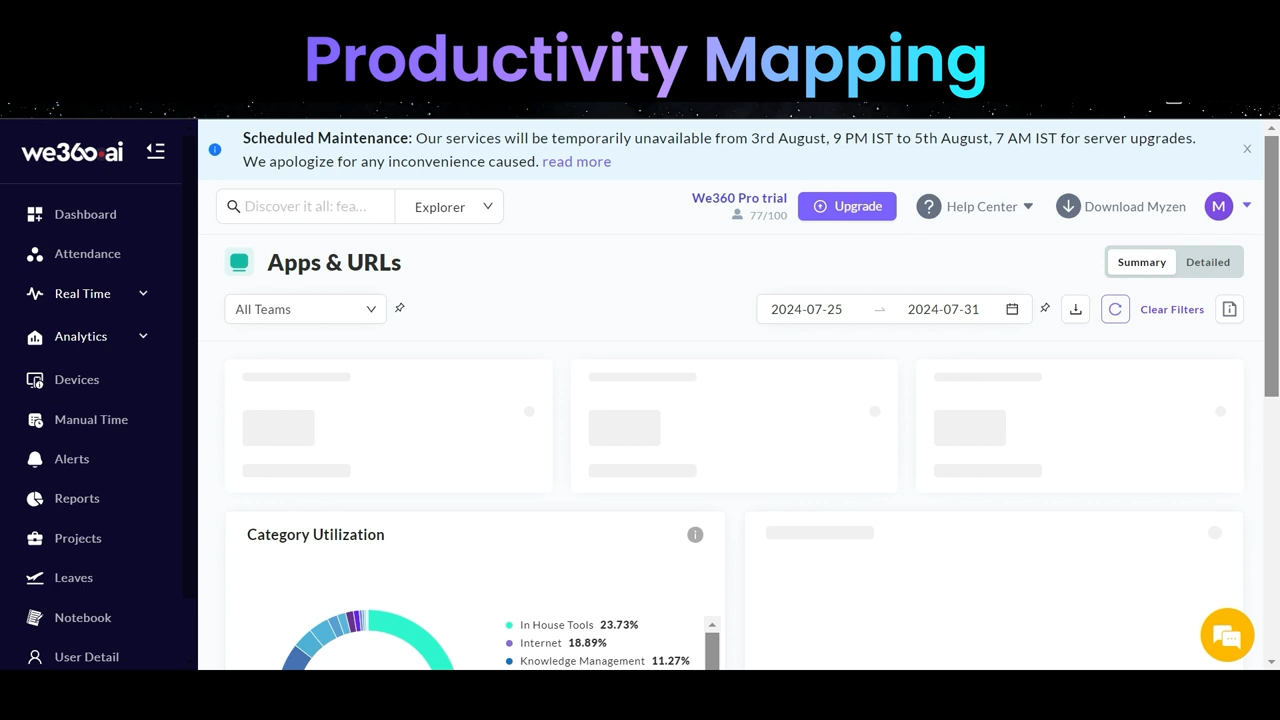 Productivity Mapping
we360.ai
Scheduled Maintenance: Our services will be temporarily unavailable from 3rd August, 9 PM IST to 5th August, 7 AM IST for server upgrades.
We apologize for any inconvenience caused. read more
Discover it all: fea...
Explorer
We360 Pro trial
77/100
Upgrade
Help Center
Download Myzen
M
Dashboard
Attendance
Real Time
Analytics
Devices
Manual Time
Alerts
Reports
Projects
Leaves
Notebook
User Detail
Apps & URLs
Summary
Detailed
All Teams
2024-07-25
2024-07-31
Clear Filters
Category Utilization
In House Tools 23.73%
Internet 18.89%
Knowledge Management 11.27%